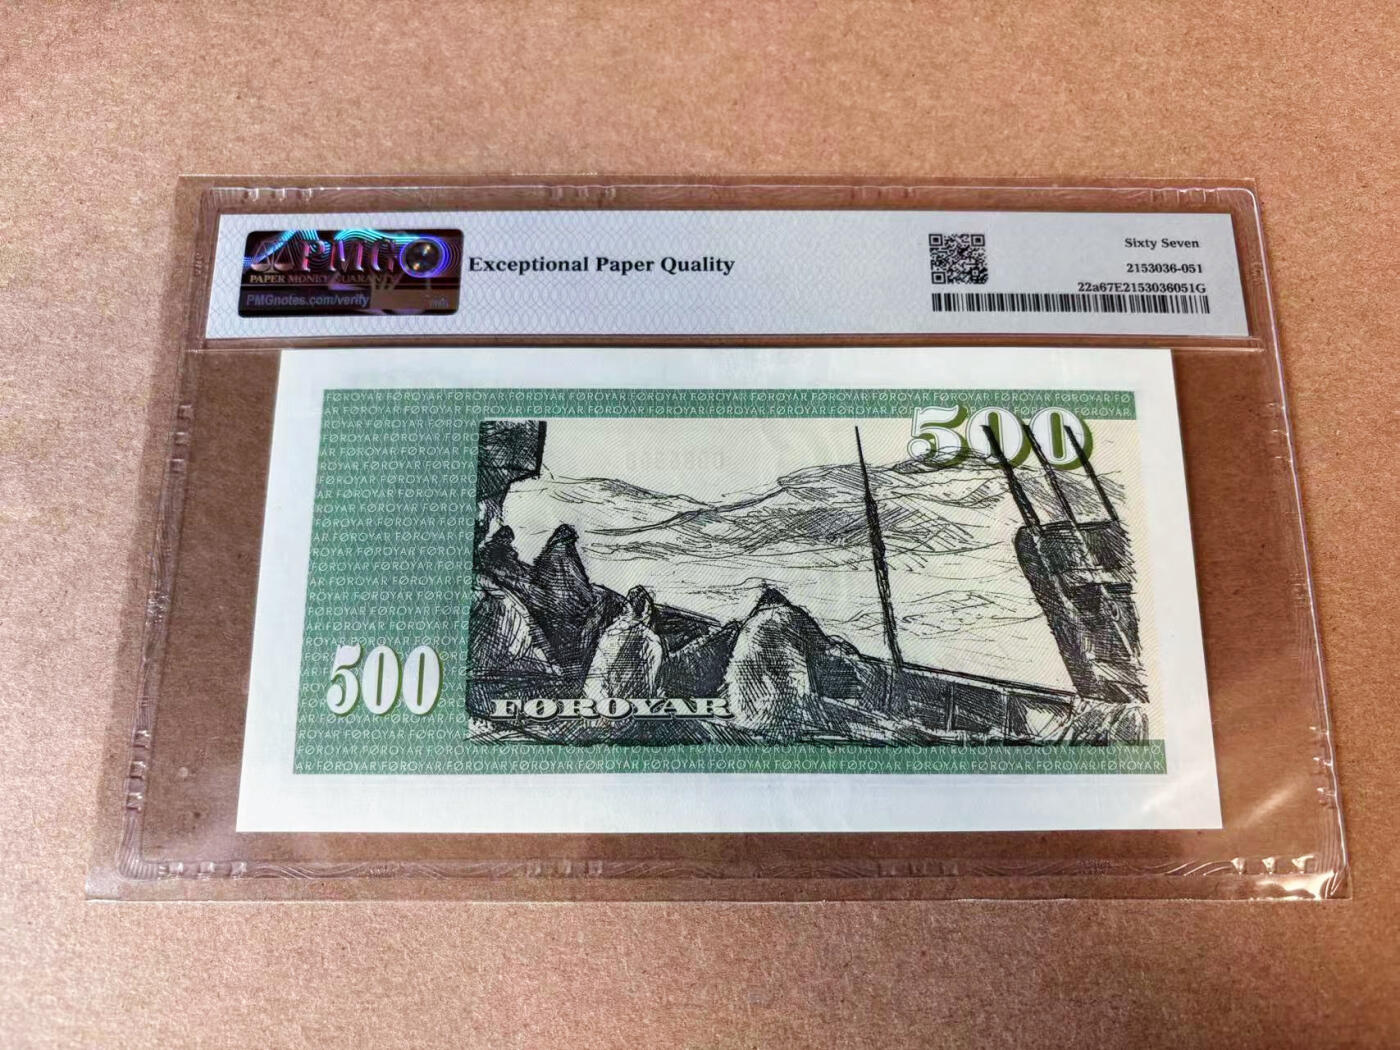 PMG
PAPER MONEY GUARANTY
PMGnotes.com/verify
Exceptional Paper Quality
Sixty Seven
2153036-051
22a67E2153036051G
500
500
FØROYAR